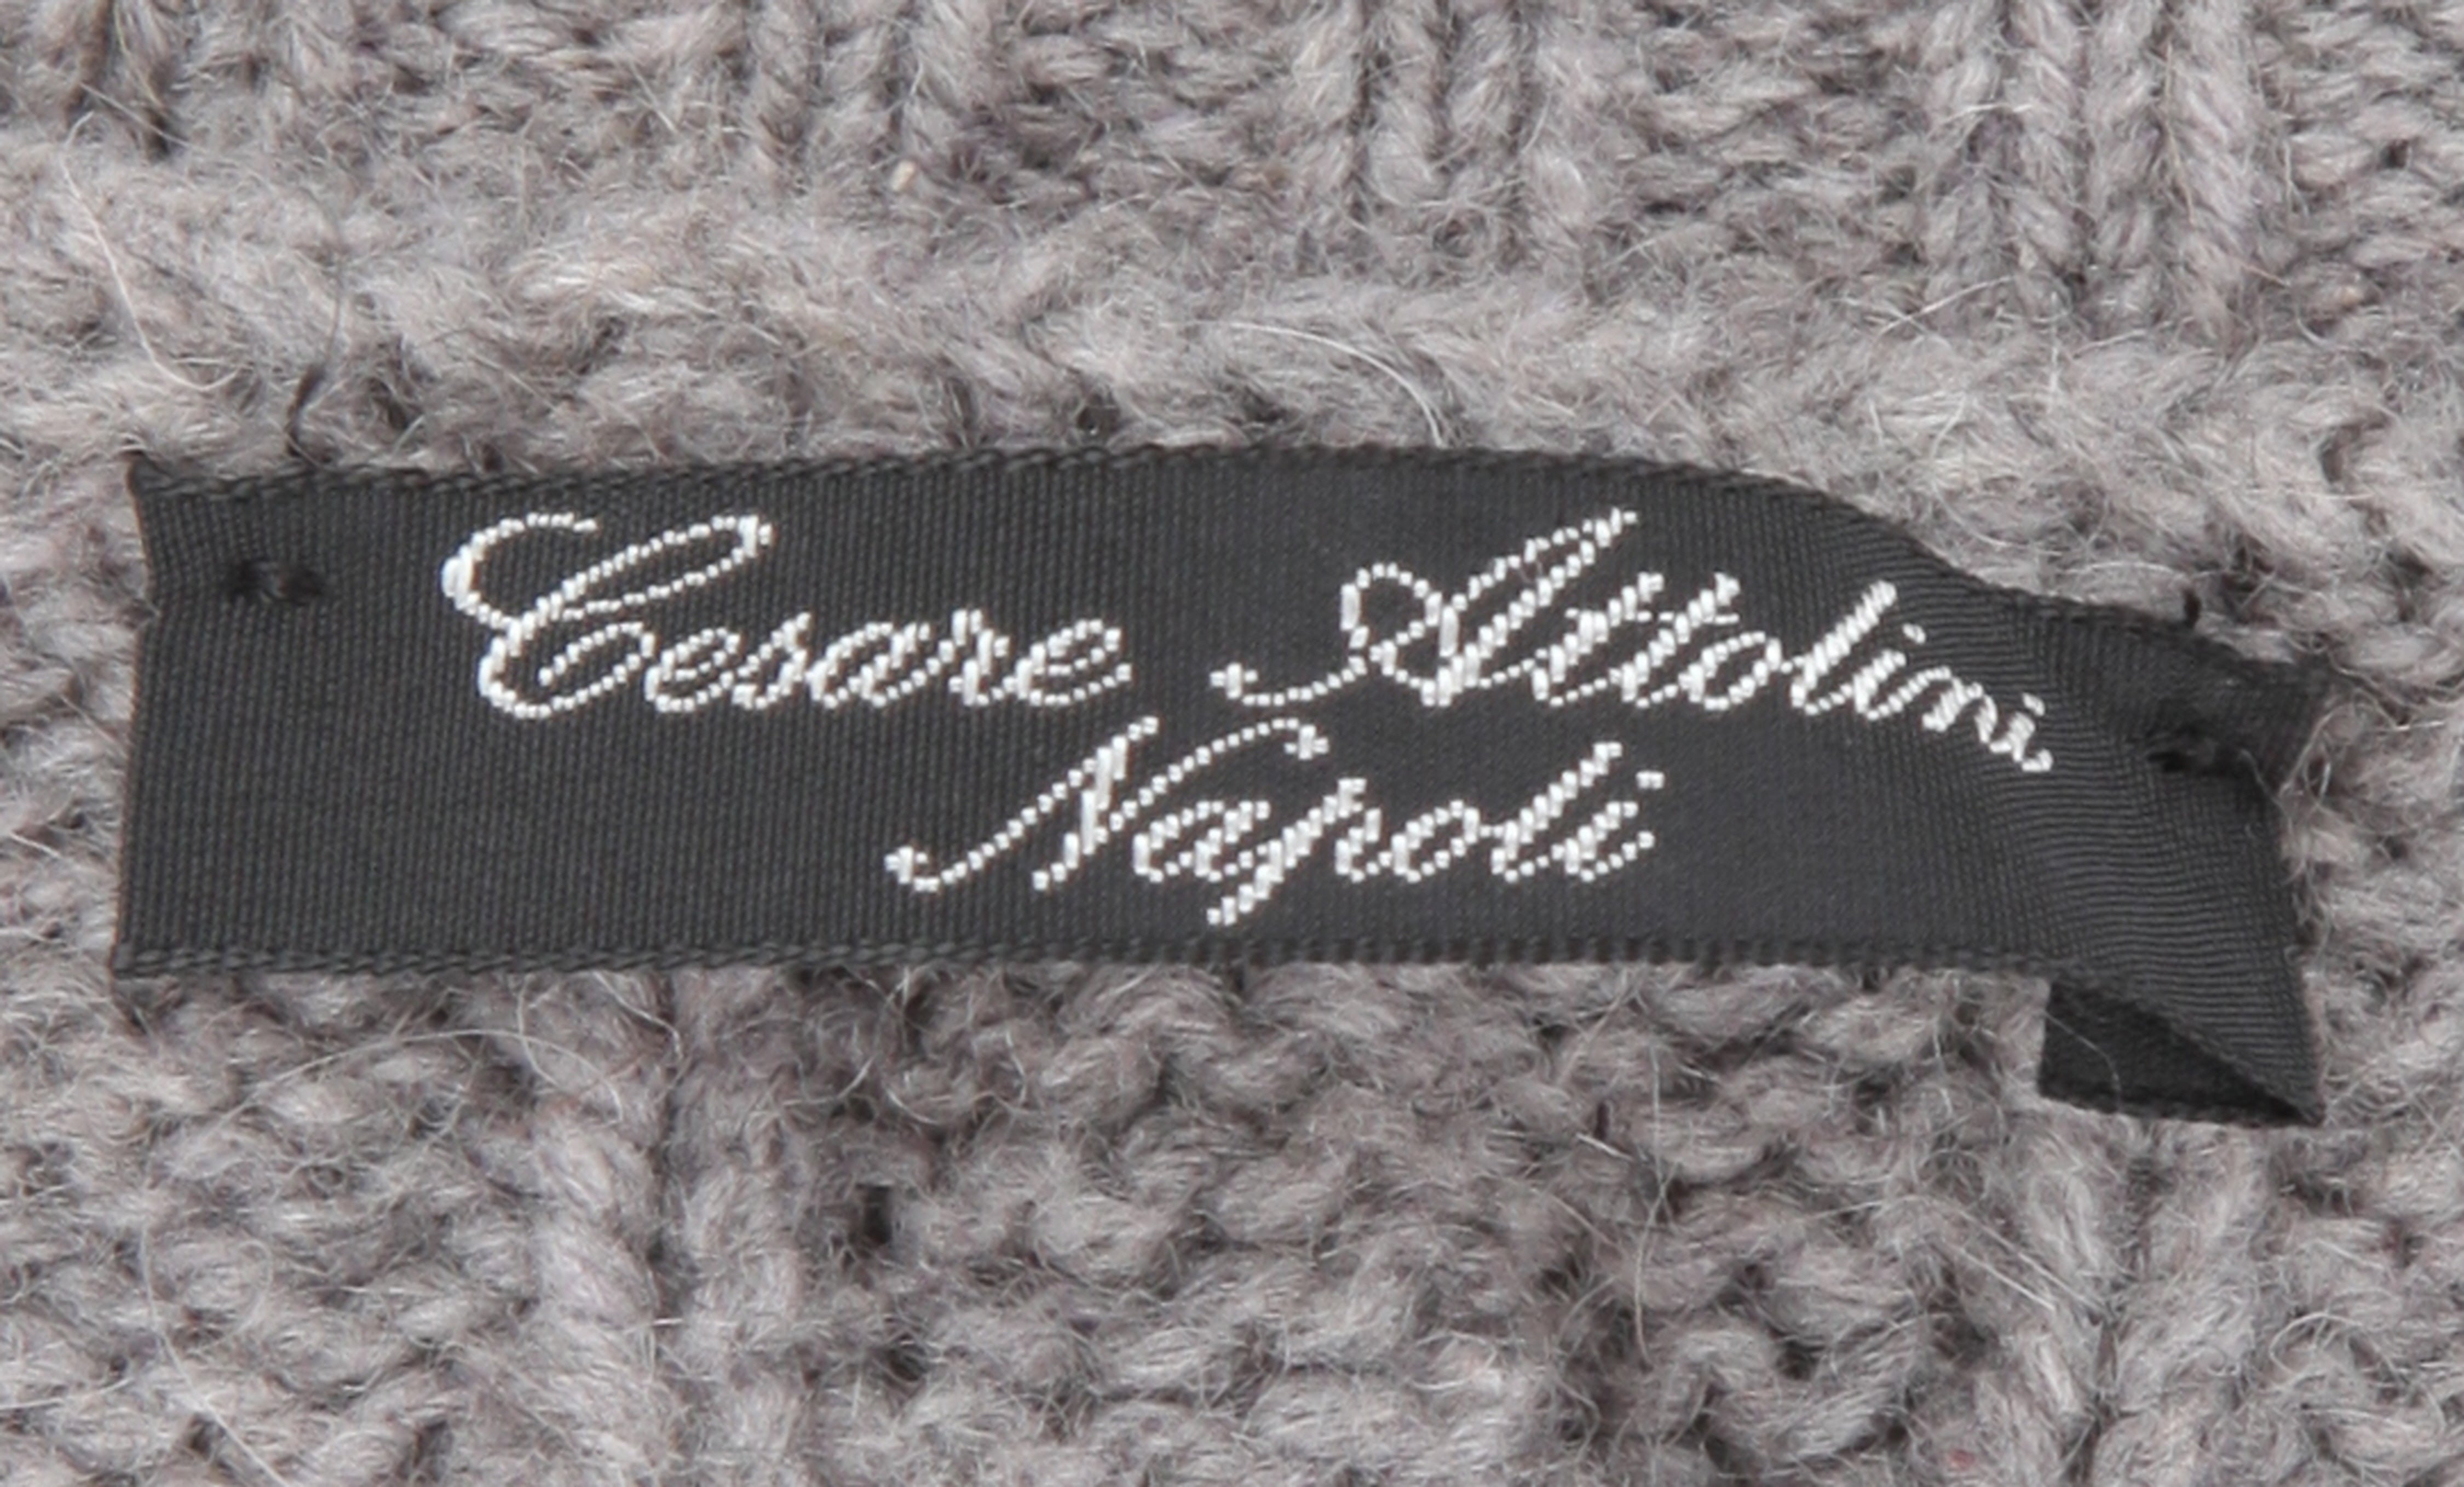 Cesare Attolini
Napoli